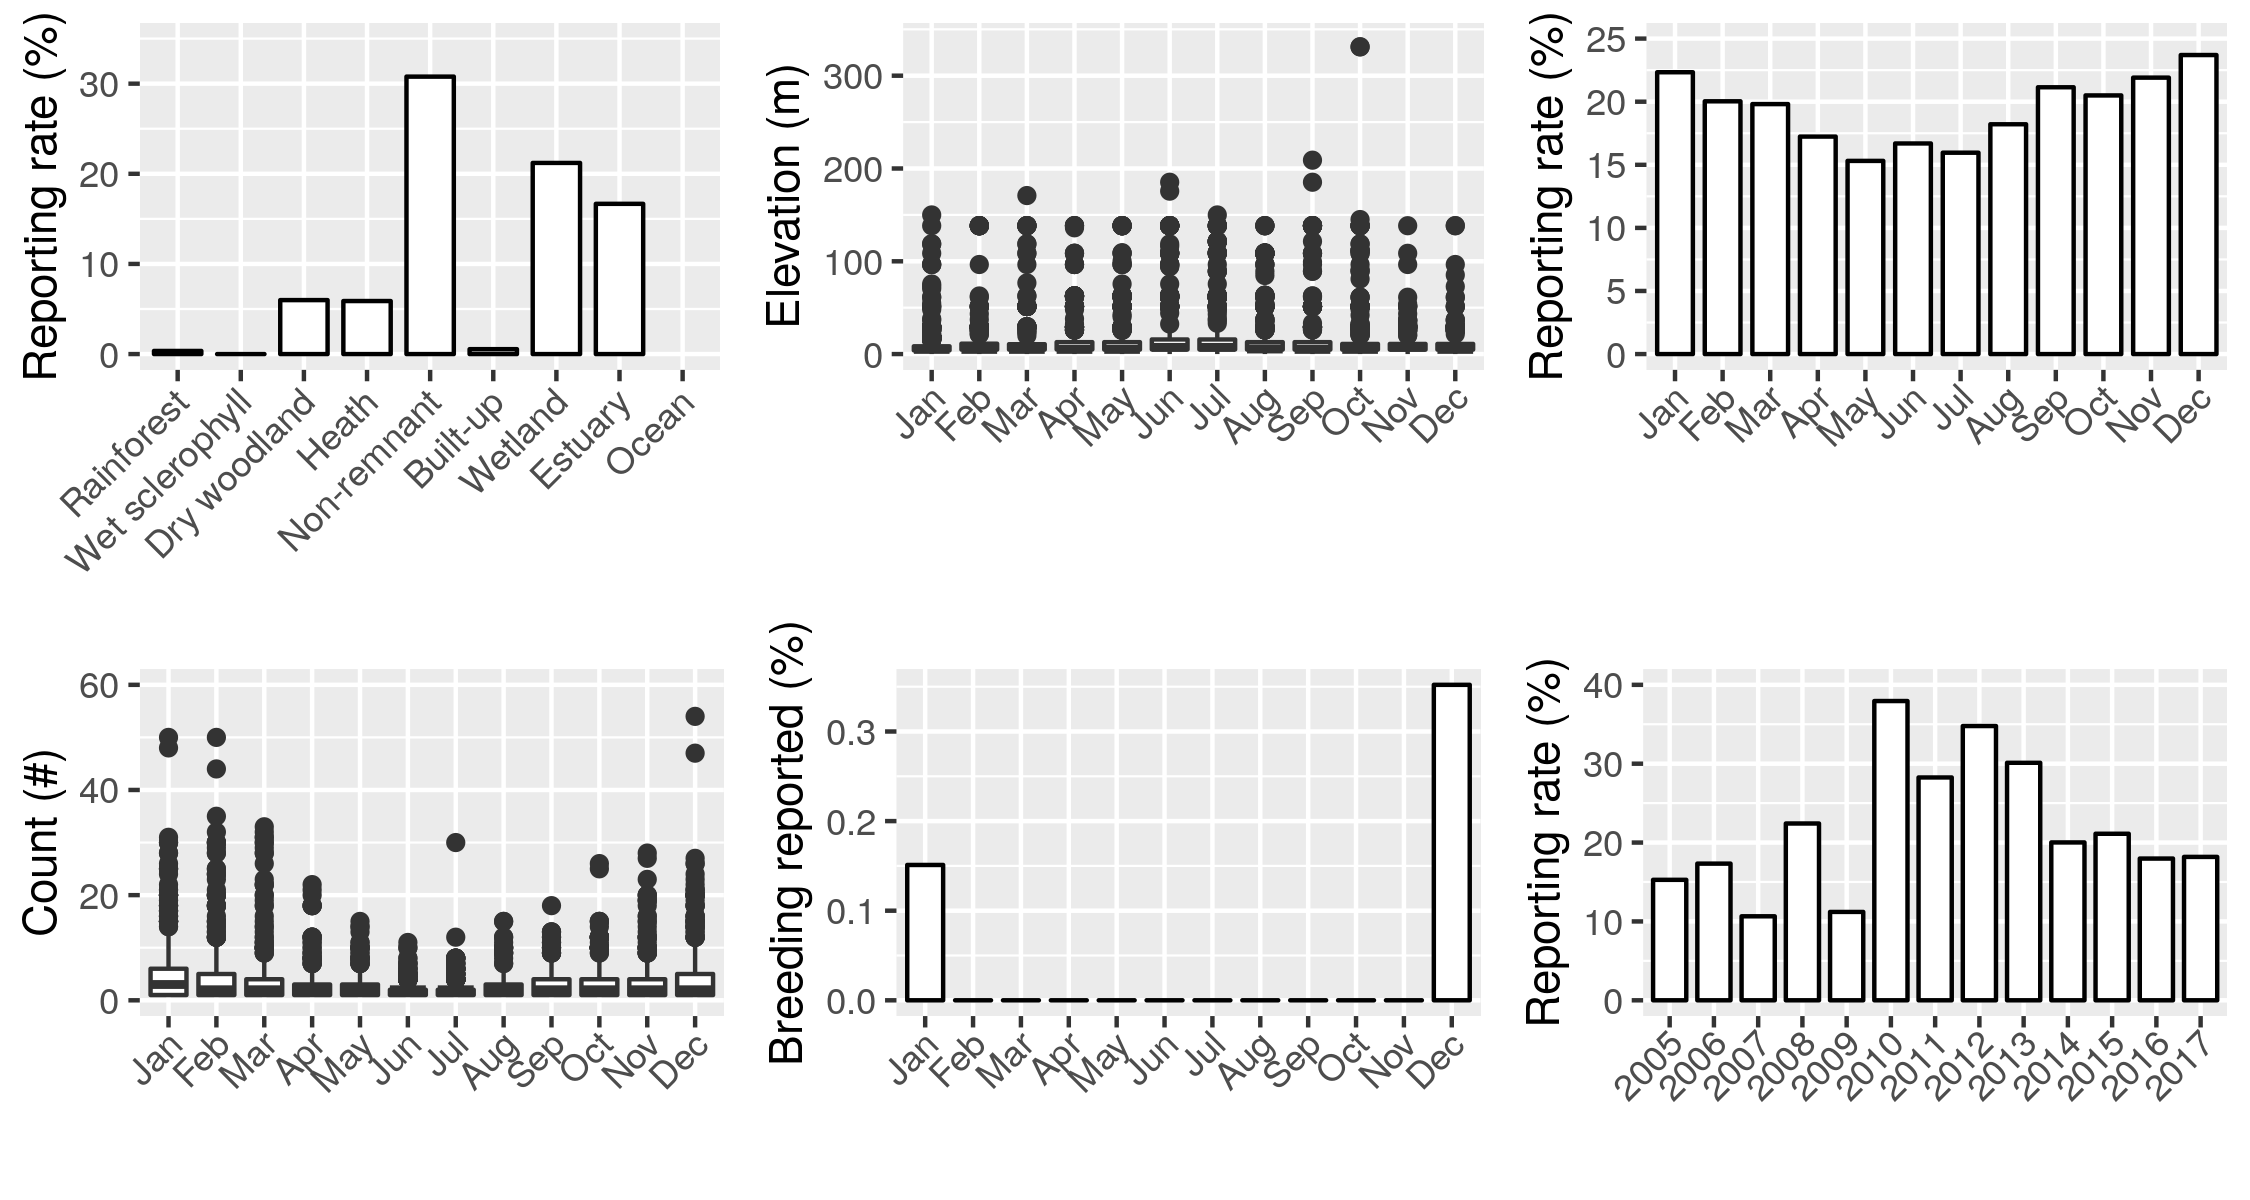 Reporting rate (%)
30
20
10
0
Rainforest
Wet sclerophyll
Dry woodland
Heath
Non-remnant
Built-up
Wetland
Estuary
Ocean
Elevation (m)
300
200
100
0
Jan
Feb
Mar
Apr
May
Jun
Jul
Aug
Sep
Oct
Nov
Dec
Reporting rate (%)
25
20
15
10
5
0
Jan
Feb
Mar
Apr
May
Jun
Jul
Aug
Sep
Oct
Nov
Dec
Count (#)
60
40
20
0
Jan
Feb
Mar
Apr
May
Jun
Jul
Aug
Sep
Oct
Nov
Dec
Breeding reported (%)
0.3
0.2
0.1
0.0
Jan
Feb
Mar
Apr
May
Jun
Jul
Aug
Sep
Oct
Nov
Dec
Reporting rate (%)
40
30
20
10
0
2005
2006
2007
2008
2009
2010
2011
2012
2013
2014
2015
2016
2017